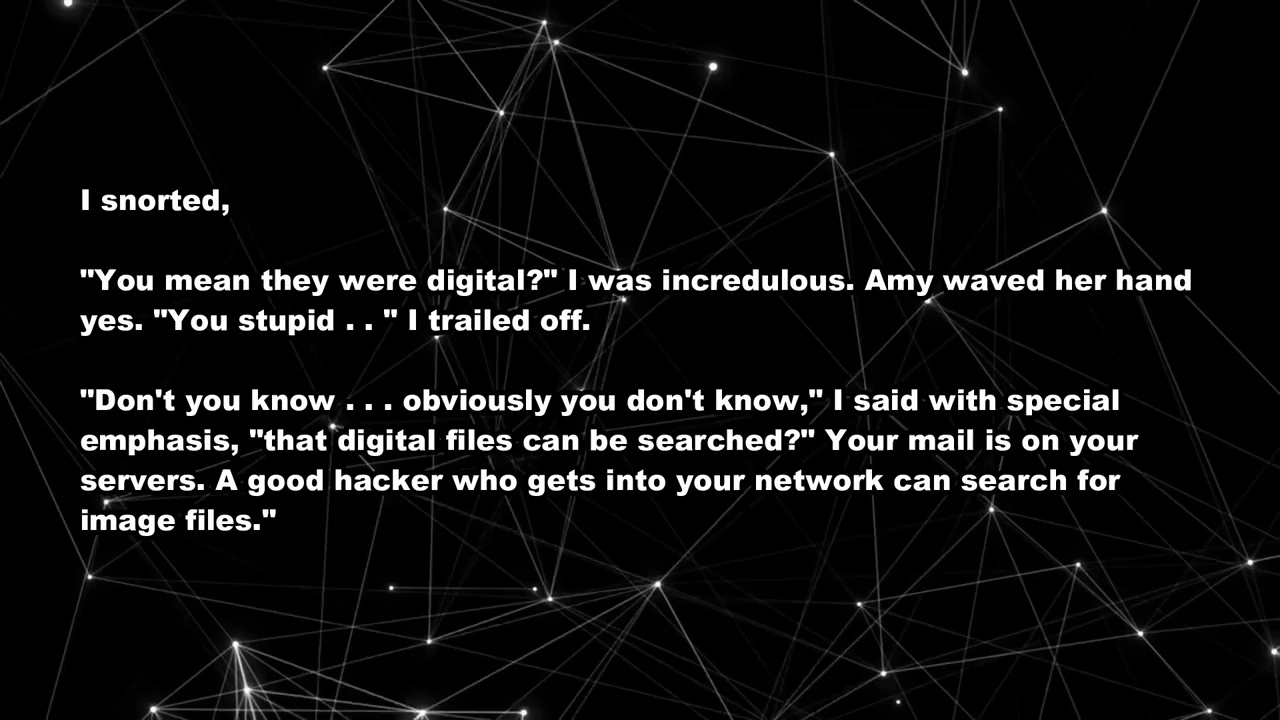 I snorted,
"You mean they were digital?" I was incredulous. Amy waved her hand
yes. "You stupid . . " I trailed off.
"Don't you know . . . obviously you don't know," I said with special
emphasis, "that digital files can be searched?" Your mail is on your
servers. A good hacker who gets into your network can search for
image files."